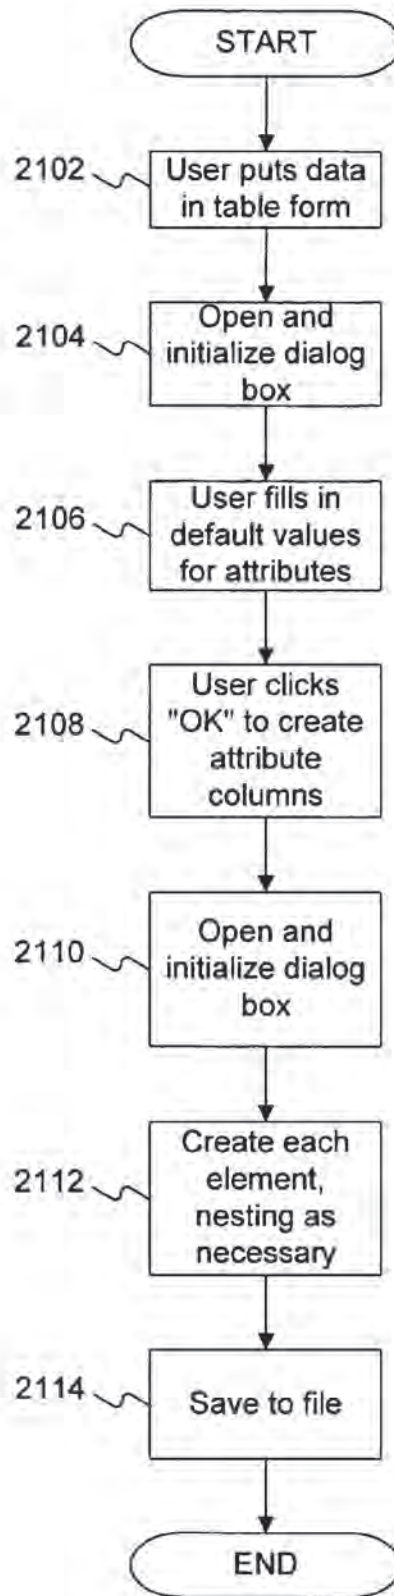 START
2102
User puts data
in table form
2104
Open and
initialize dialog
box
2106
User fills in
default values
for attributes
2108
User clicks
"OK" to create
attribute
columns
2110
Open and
initialize dialog
box
2112
Create each
element,
nesting as
necessary
2114
Save to file
END